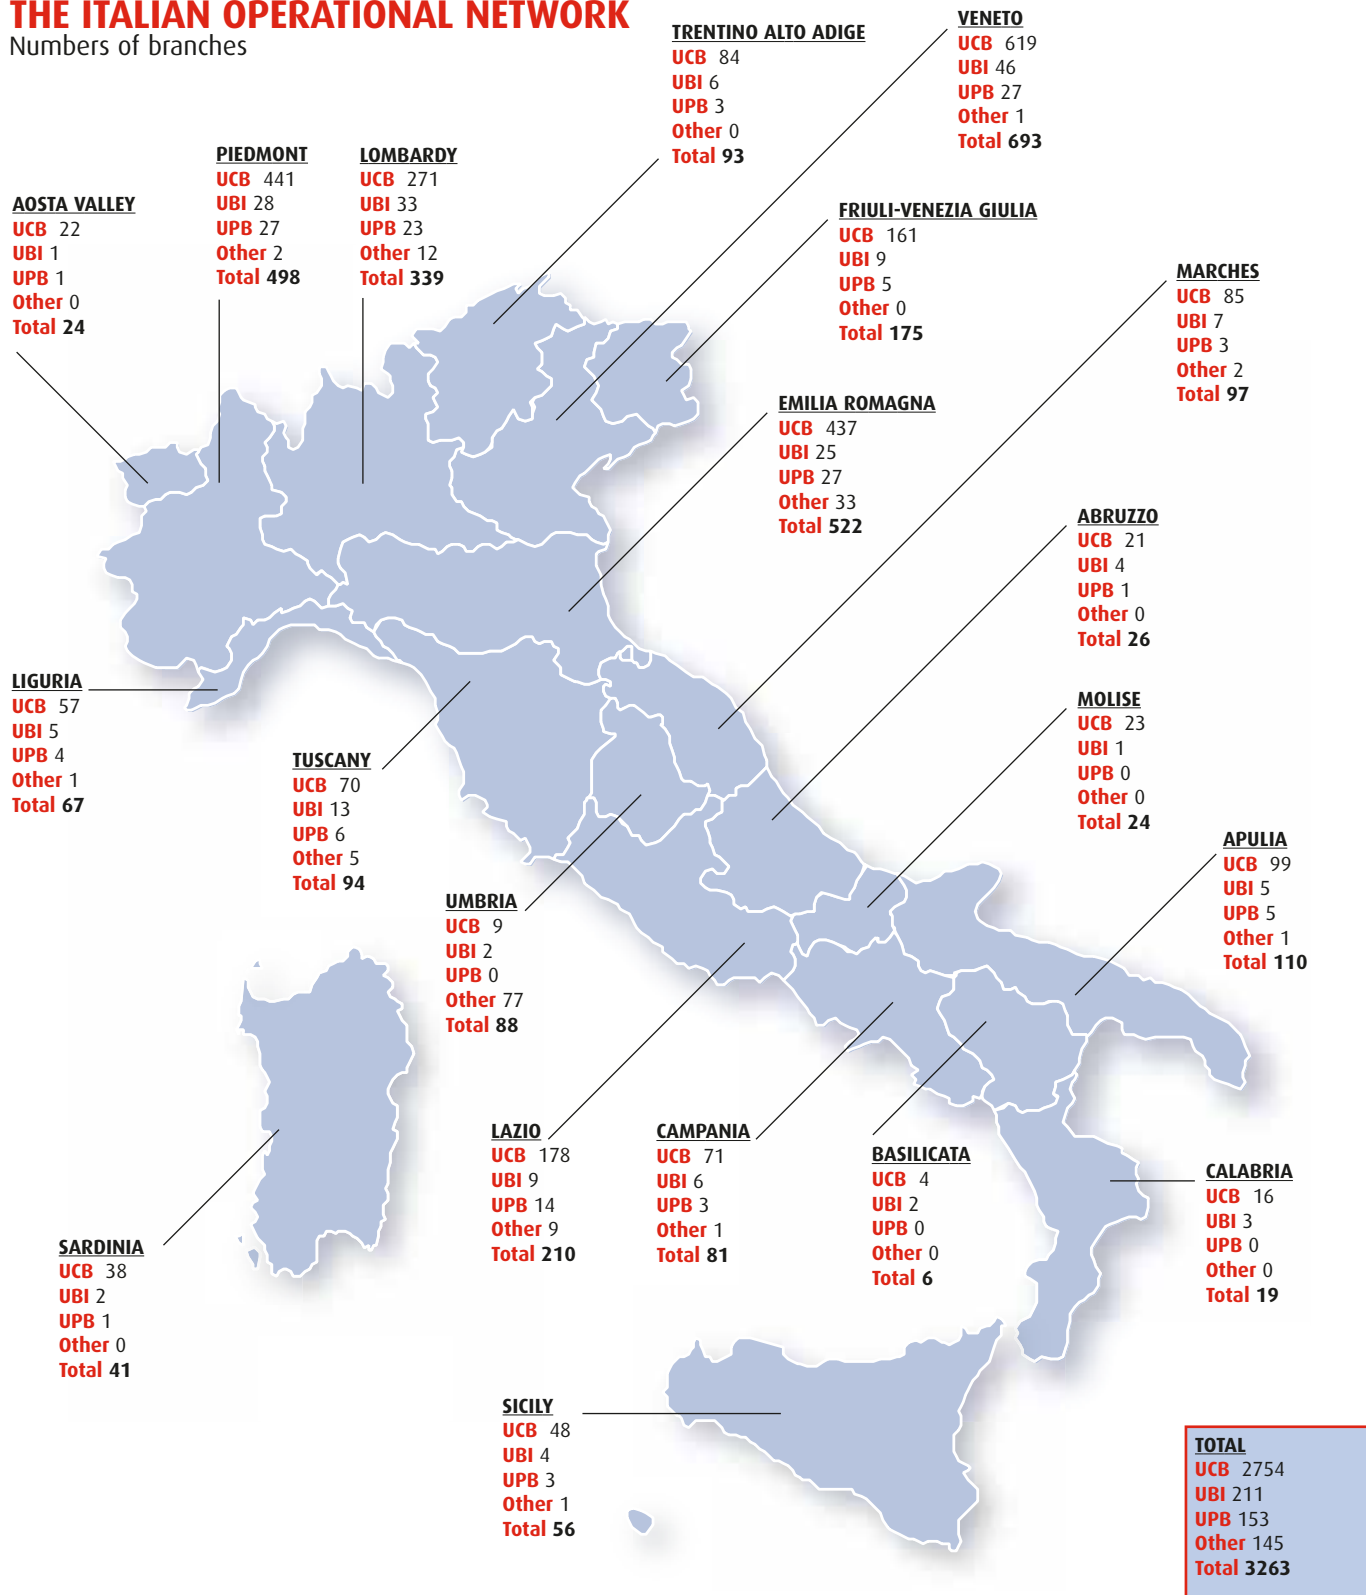 THE ITALIAN OPERATIONAL NETWORK
Numbers of branches
TRENTINO ALTO ADIGE
UCB 84
UBI 6
UPB 3
Other 0
Total 93
VENETO
UCB 619
UBI 46
UPB 27
Other 1
Total 693
PIEDMONT
UCB 441
UBI 28
UPB 27
Other 2
Total 498
LOMBARDY
UCB 271
UBI 33
UPB 23
Other 12
Total 339
AOSTA VALLEY
UCB 22
UBI 1
UPB 1
Other 0
Total 24
FRIULI-VENEZIA GIULIA
UCB 161
UBI 9
UPB 5
Other 0
Total 175
MARCHES
UCB 85
UBI 7
UPB 3
Other 2
Total 97
EMILIA ROMAGNA
UCB 437
UBI 25
UPB 27
Other 33
Total 522
ABRUZZO
UCB 21
UBI 4
UPB 1
Other 0
Total 26
LIGURIA
UCB 57
UBI 5
UPB 4
Other 1
Total 67
MOLISE
UCB 23
UBI 1
UPB 0
Other 0
Total 24
TUSCANY
UCB 70
UBI 13
UPB 6
Other 5
Total 94
APULIA
UCB 99
UBI 5
UPB 5
Other 1
Total 110
UMBRIA
UCB 9
UBI 2
UPB 0
Other 77
Total 88
LAZIO
UCB 178
UBI 9
UPB 14
Other 9
Total 210
CAMPANIA
UCB 71
UBI 6
UPB 3
Other 1
Total 81
BASILICATA
UCB 4
UBI 2
UPB 0
Other 0
Total 6
CALABRIA
UCB 16
UBI 3
UPB 0
Other 0
Total 19
SARDINIA
UCB 38
UBI 2
UPB 1
Other 0
Total 41
SICILY
UCB 48
UBI 4
UPB 3
Other 1
Total 56
TOTAL
UCB 2754
UBI 211
UPB 153
Other 145
Total 3263